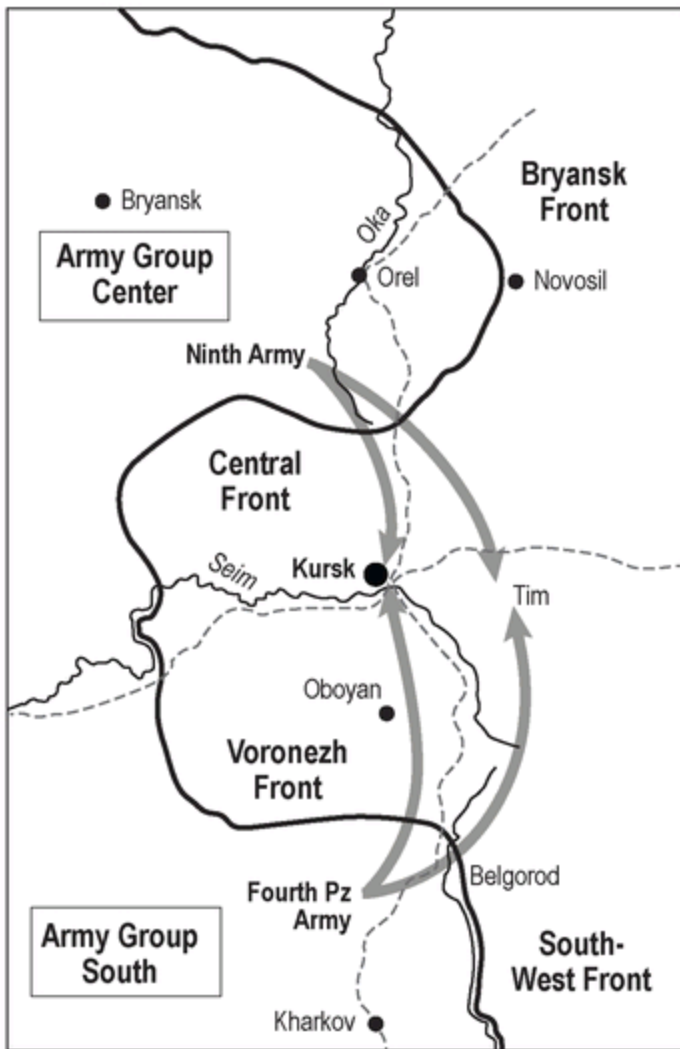 Bryansk
Front
Bryansk
Oka
Army Group
Center
Orel
Novosil
Ninth Army
Central
Front
Seim
Kursk
Tim
Oboyan
Voronezh
Front
Belgorod
Fourth Pz
Army
Army Group
South
South-
West Front
Kharkov